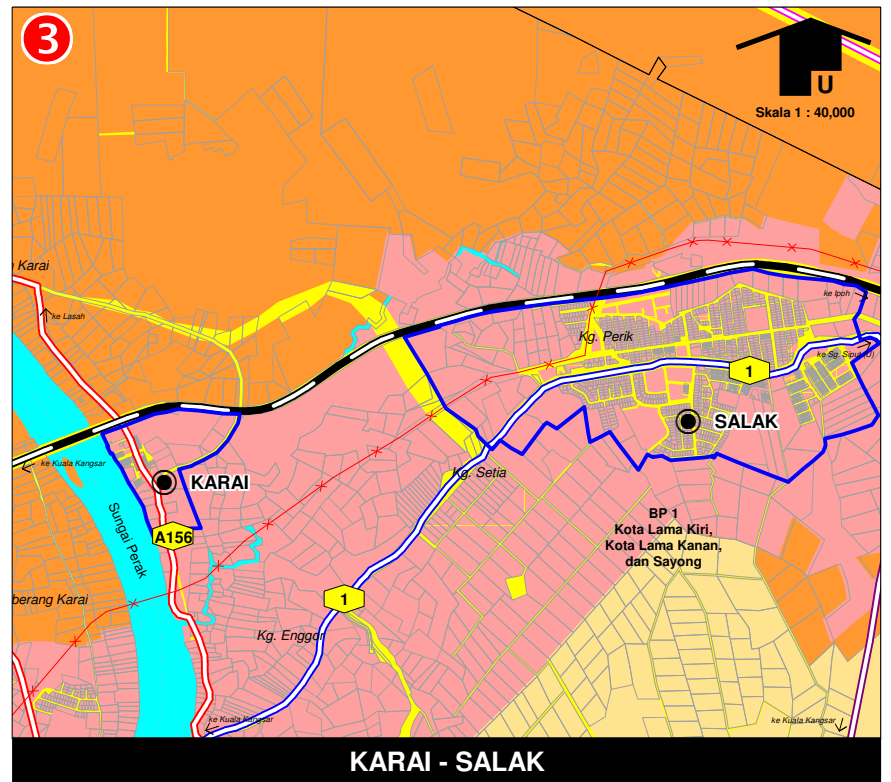 3
U
Skala 1 : 40,000
Karai
ke Lasah
ke Ipoh
Kg. Perik
ke Sg. Siput (U)
1
SALAK
ke Kuala Kangsar
KARAI
Kg. Setia
Sungai Perak
A156
BP 1
Kota Lama Kiri,
Kota Lama Kanan,
dan Sayong
berang Karai
1
Kg. Enggor
ke Kuala Kangsar
ke Kuala Kangsar
KARAI - SALAK